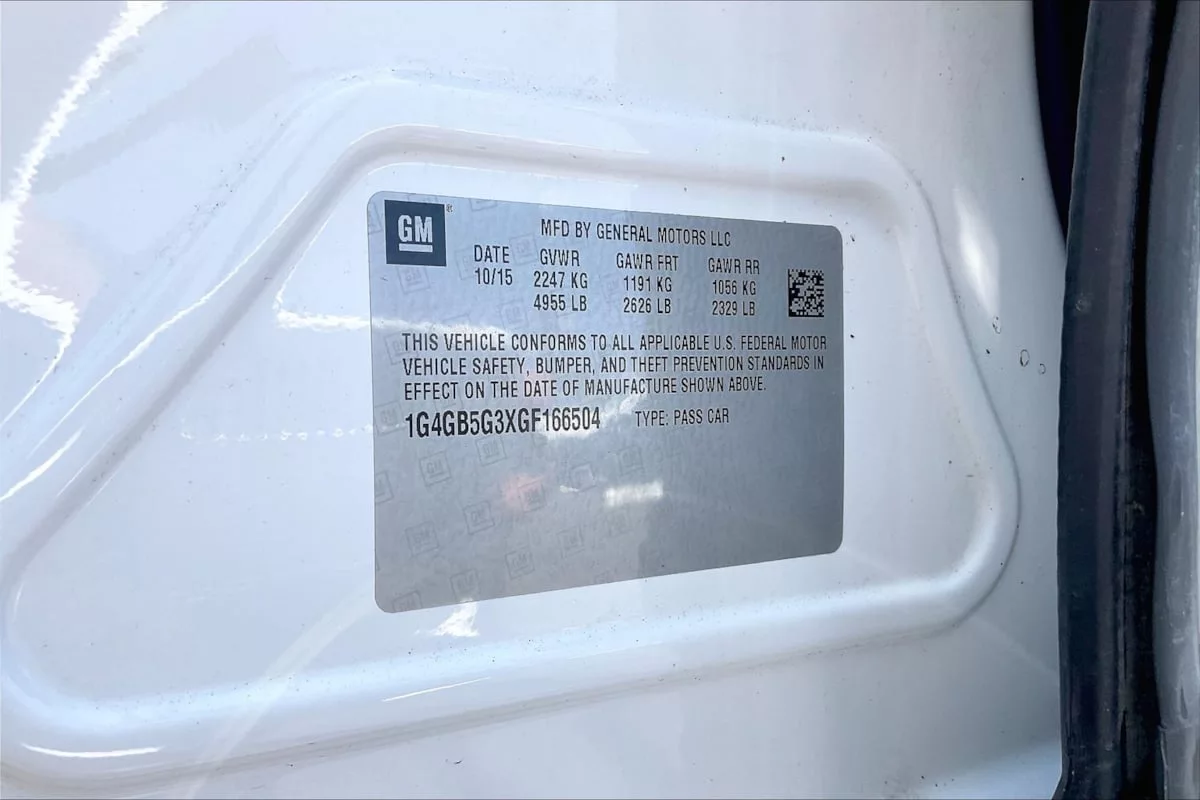 GM®
MFD BY GENERAL MOTORS LLC
DATE GVWR GAWR FRT GAWR RR
10/15 2247 KG 1191 KG 1056 KG
4955 LB 2626 LB 2329 LB
THIS VEHICLE CONFORMS TO ALL APPLICABLE U.S. FEDERAL MOTOR
VEHICLE SAFETY, BUMPER, AND THEFT PREVENTION STANDARDS IN
EFFECT ON THE DATE OF MANUFACTURE SHOWN ABOVE.
1G4GB5G3XGF166504 TYPE: PASS CAR